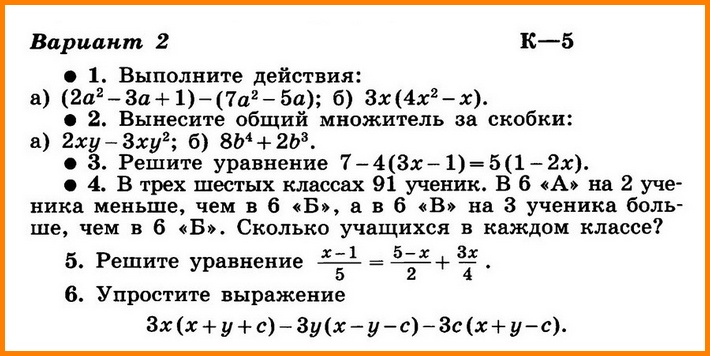 Вариант 2 К—5
● 1. Выполните действия:
а) (2a² – 3a + 1) – (7a² – 5a); б) 3x(4x² – x).
● 2. Вынесите общий множитель за скобки:
а) 2xy – 3xy²; б) 8b⁴ + 2b³.
● 3. Решите уравнение 7 – 4(3x – 1) = 5(1 – 2x).
● 4. В трех шестых классах 91 ученик. В 6 «А» на 2 уче-
ника меньше, чем в 6 «Б», а в 6 «В» на 3 ученика боль-
ше, чем в 6 «Б». Сколько учащихся в каждом классе?
5. Решите уравнение (x – 1)/5 = (5 – x)/2 + 3x/4 .
6. Упростите выражение
3x(x + y + c) – 3y(x – y – c) – 3c(x + y – c).